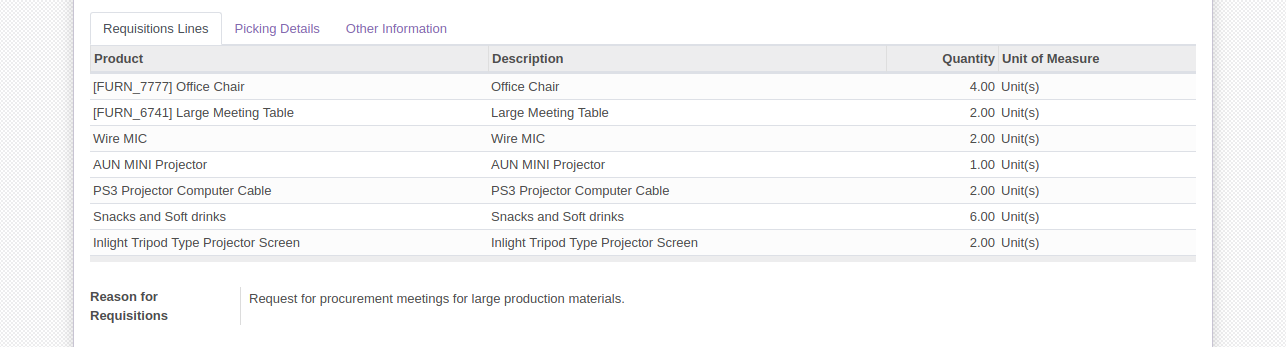 Requisitions Lines Picking Details Other Information
Product Description Quantity Unit of Measure
[FURN_7777] Office Chair Office Chair 4.00 Unit(s)
[FURN_6741] Large Meeting Table Large Meeting Table 2.00 Unit(s)
Wire MIC Wire MIC 2.00 Unit(s)
AUN MINI Projector AUN MINI Projector 1.00 Unit(s)
PS3 Projector Computer Cable PS3 Projector Computer Cable 2.00 Unit(s)
Snacks and Soft drinks Snacks and Soft drinks 6.00 Unit(s)
Inlight Tripod Type Projector Screen Inlight Tripod Type Projector Screen 2.00 Unit(s)
Reason for
Requisitions
Request for procurement meetings for large production materials.